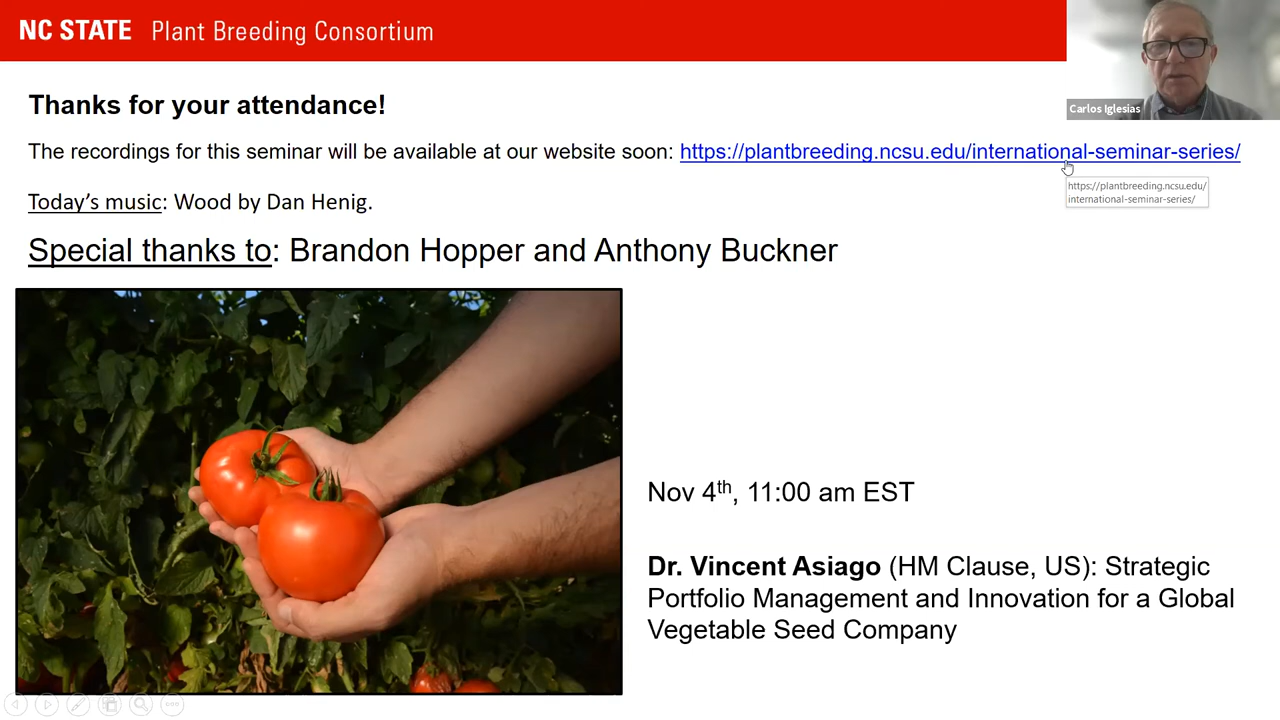 NC STATE Plant Breeding Consortium
Carlos Iglesias
Thanks for your attendance!
The recordings for this seminar will be available at our website soon: https://plantbreeding.ncsu.edu/international-seminar-series/
https://plantbreeding.ncsu.edu/
international-seminar-series/
Today’s music: Wood by Dan Henig.
Special thanks to: Brandon Hopper and Anthony Buckner
Nov 4th, 11:00 am EST
Dr. Vincent Asiago (HM Clause, US): Strategic
Portfolio Management and Innovation for a Global
Vegetable Seed Company